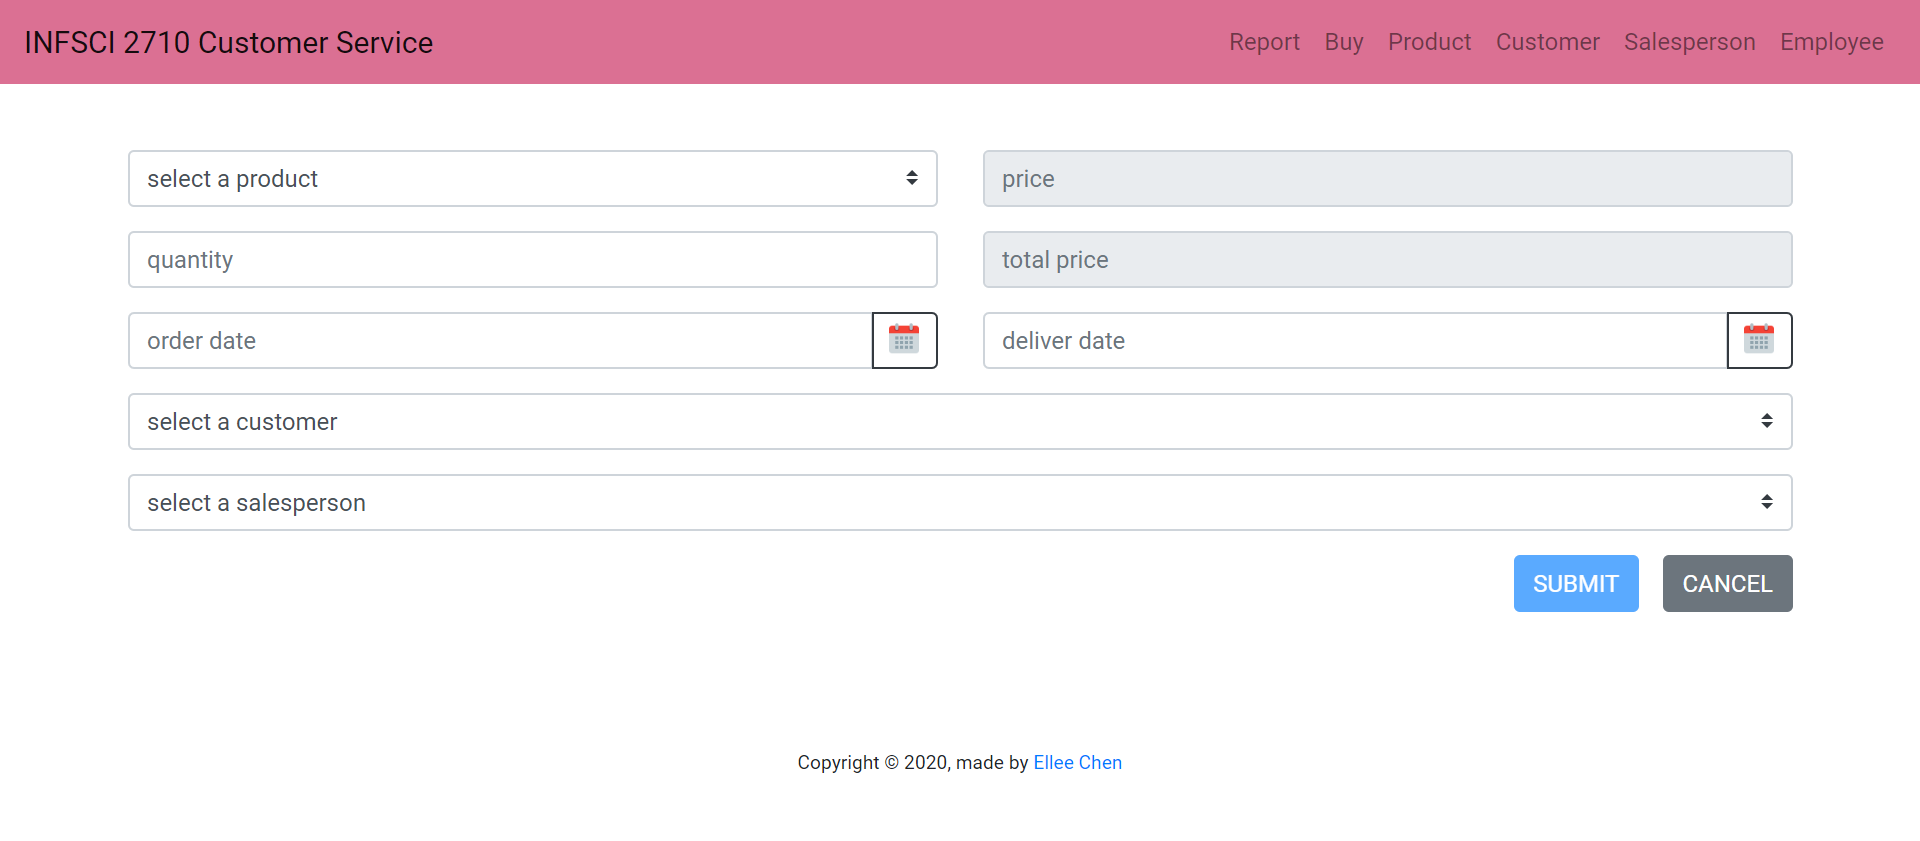 INFSCI 2710 Customer Service Report Buy Product Customer Salesperson Employee
select a product price
quantity total price
order date deliver date
select a customer
select a salesperson
SUBMIT CANCEL
Copyright © 2020, made by Ellee Chen